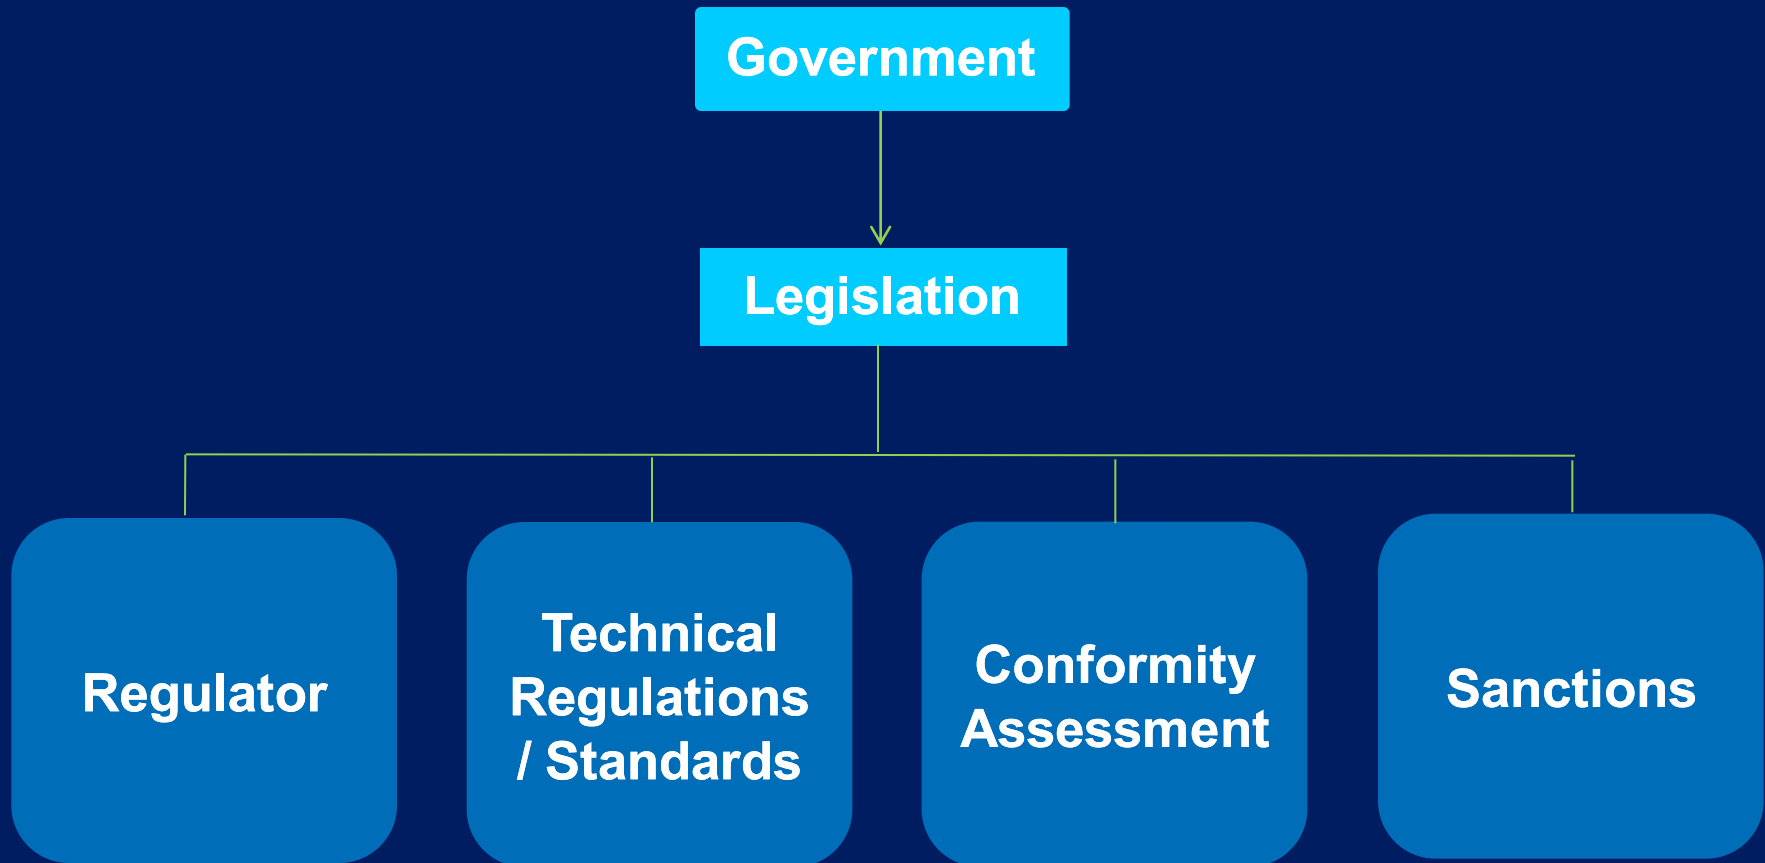 Government
Legislation
Regulator
Technical
Regulations
/ Standards
Conformity
Assessment
Sanctions